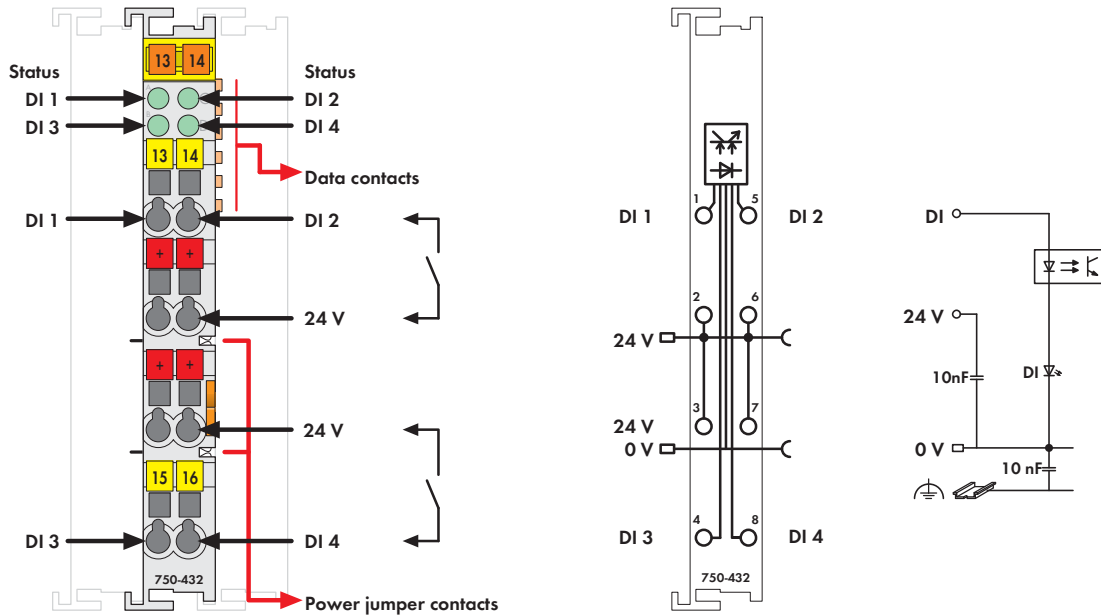 13 14
Status
Status
DI 1
DI 2
DI 3
DI 4
13 14
Data contacts
DI 1
DI 2
+ +
24 V
+ +
24 V
15 16
DI 3
DI 4
750-432
Power jumper contacts
1 5
DI 1
DI 2
2 6
24 V
3 7
24 V
0 V
4 8
DI 3
DI 4
750-432
DI
24 V
10nF
DI
0 V
10 nF